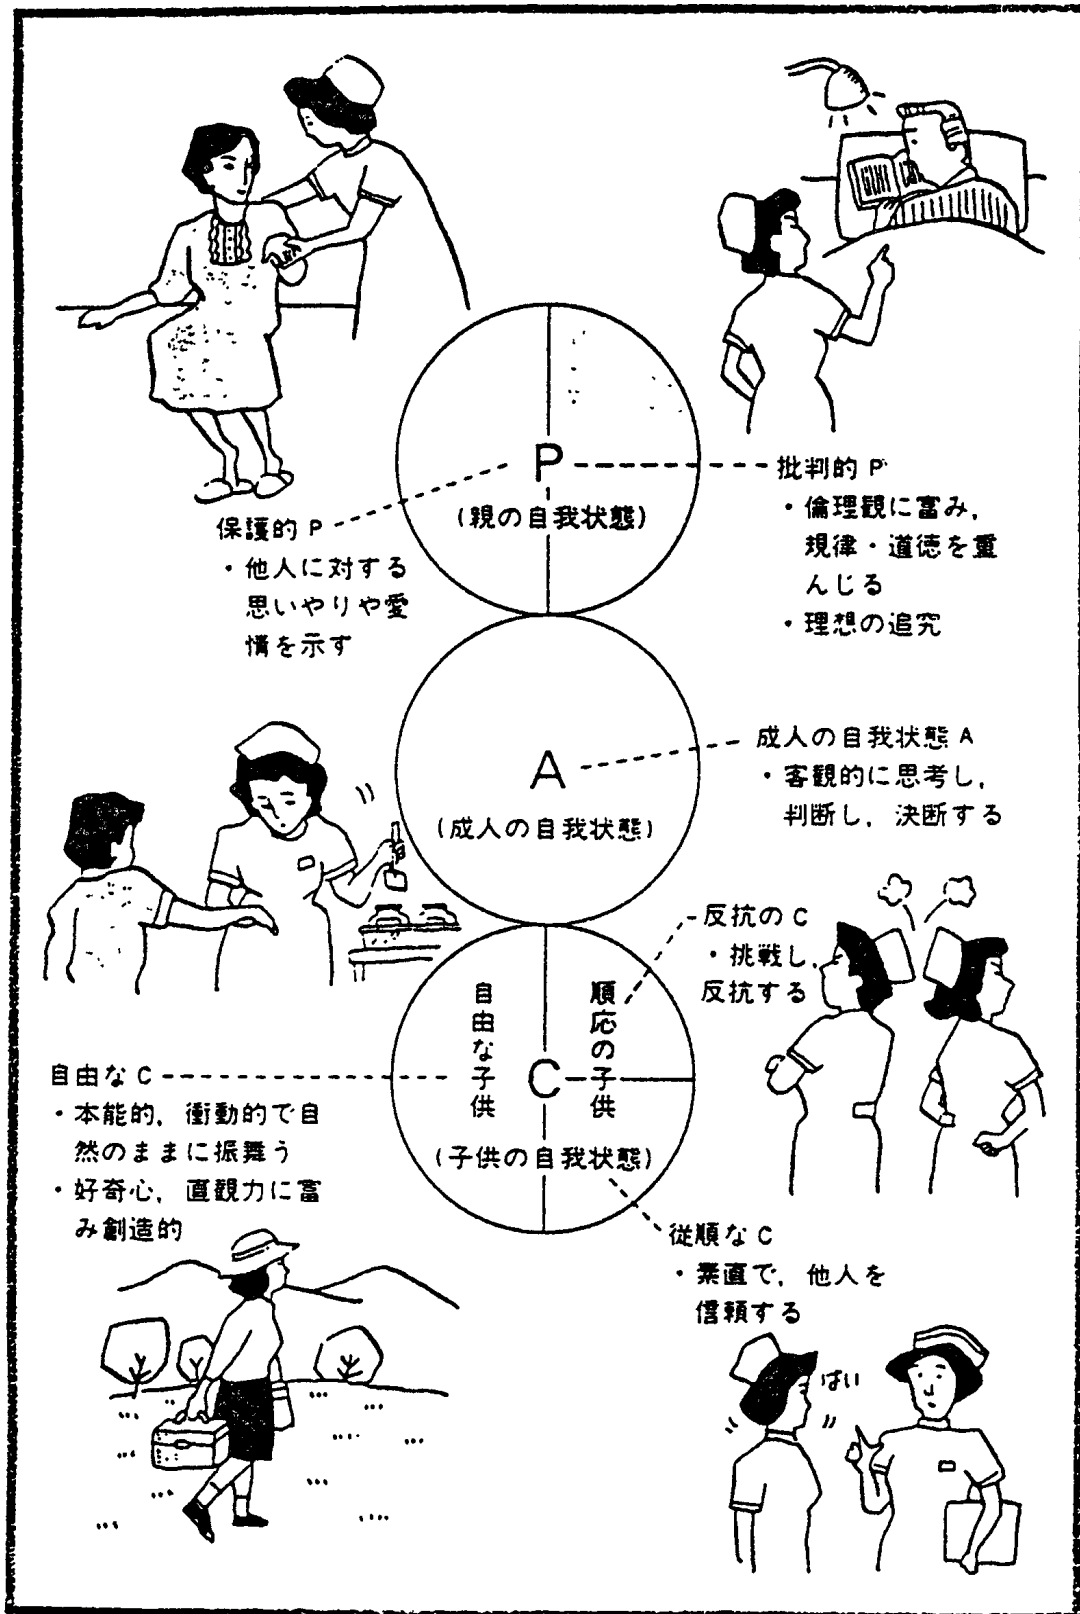 P
(親の自我状態)
保護的 P
・他人に対する
思いやりや愛
情を示す
批判的 P
・倫理観に富み，
規律・道徳を重
んじる
・理想の追究
A
(成人の自我状態)
成人の自我状態 A
・客観的に思考し，
判断し，決断する
反抗の C
・挑戦し，
反抗する
自由な子供
順応の子供
C
(子供の自我状態)
自由な C
・本能的，衝動的で自
然のままに振舞う
・好奇心，直観力に富
み創造的
従順な C
・素直で，他人を
信頼する
はい